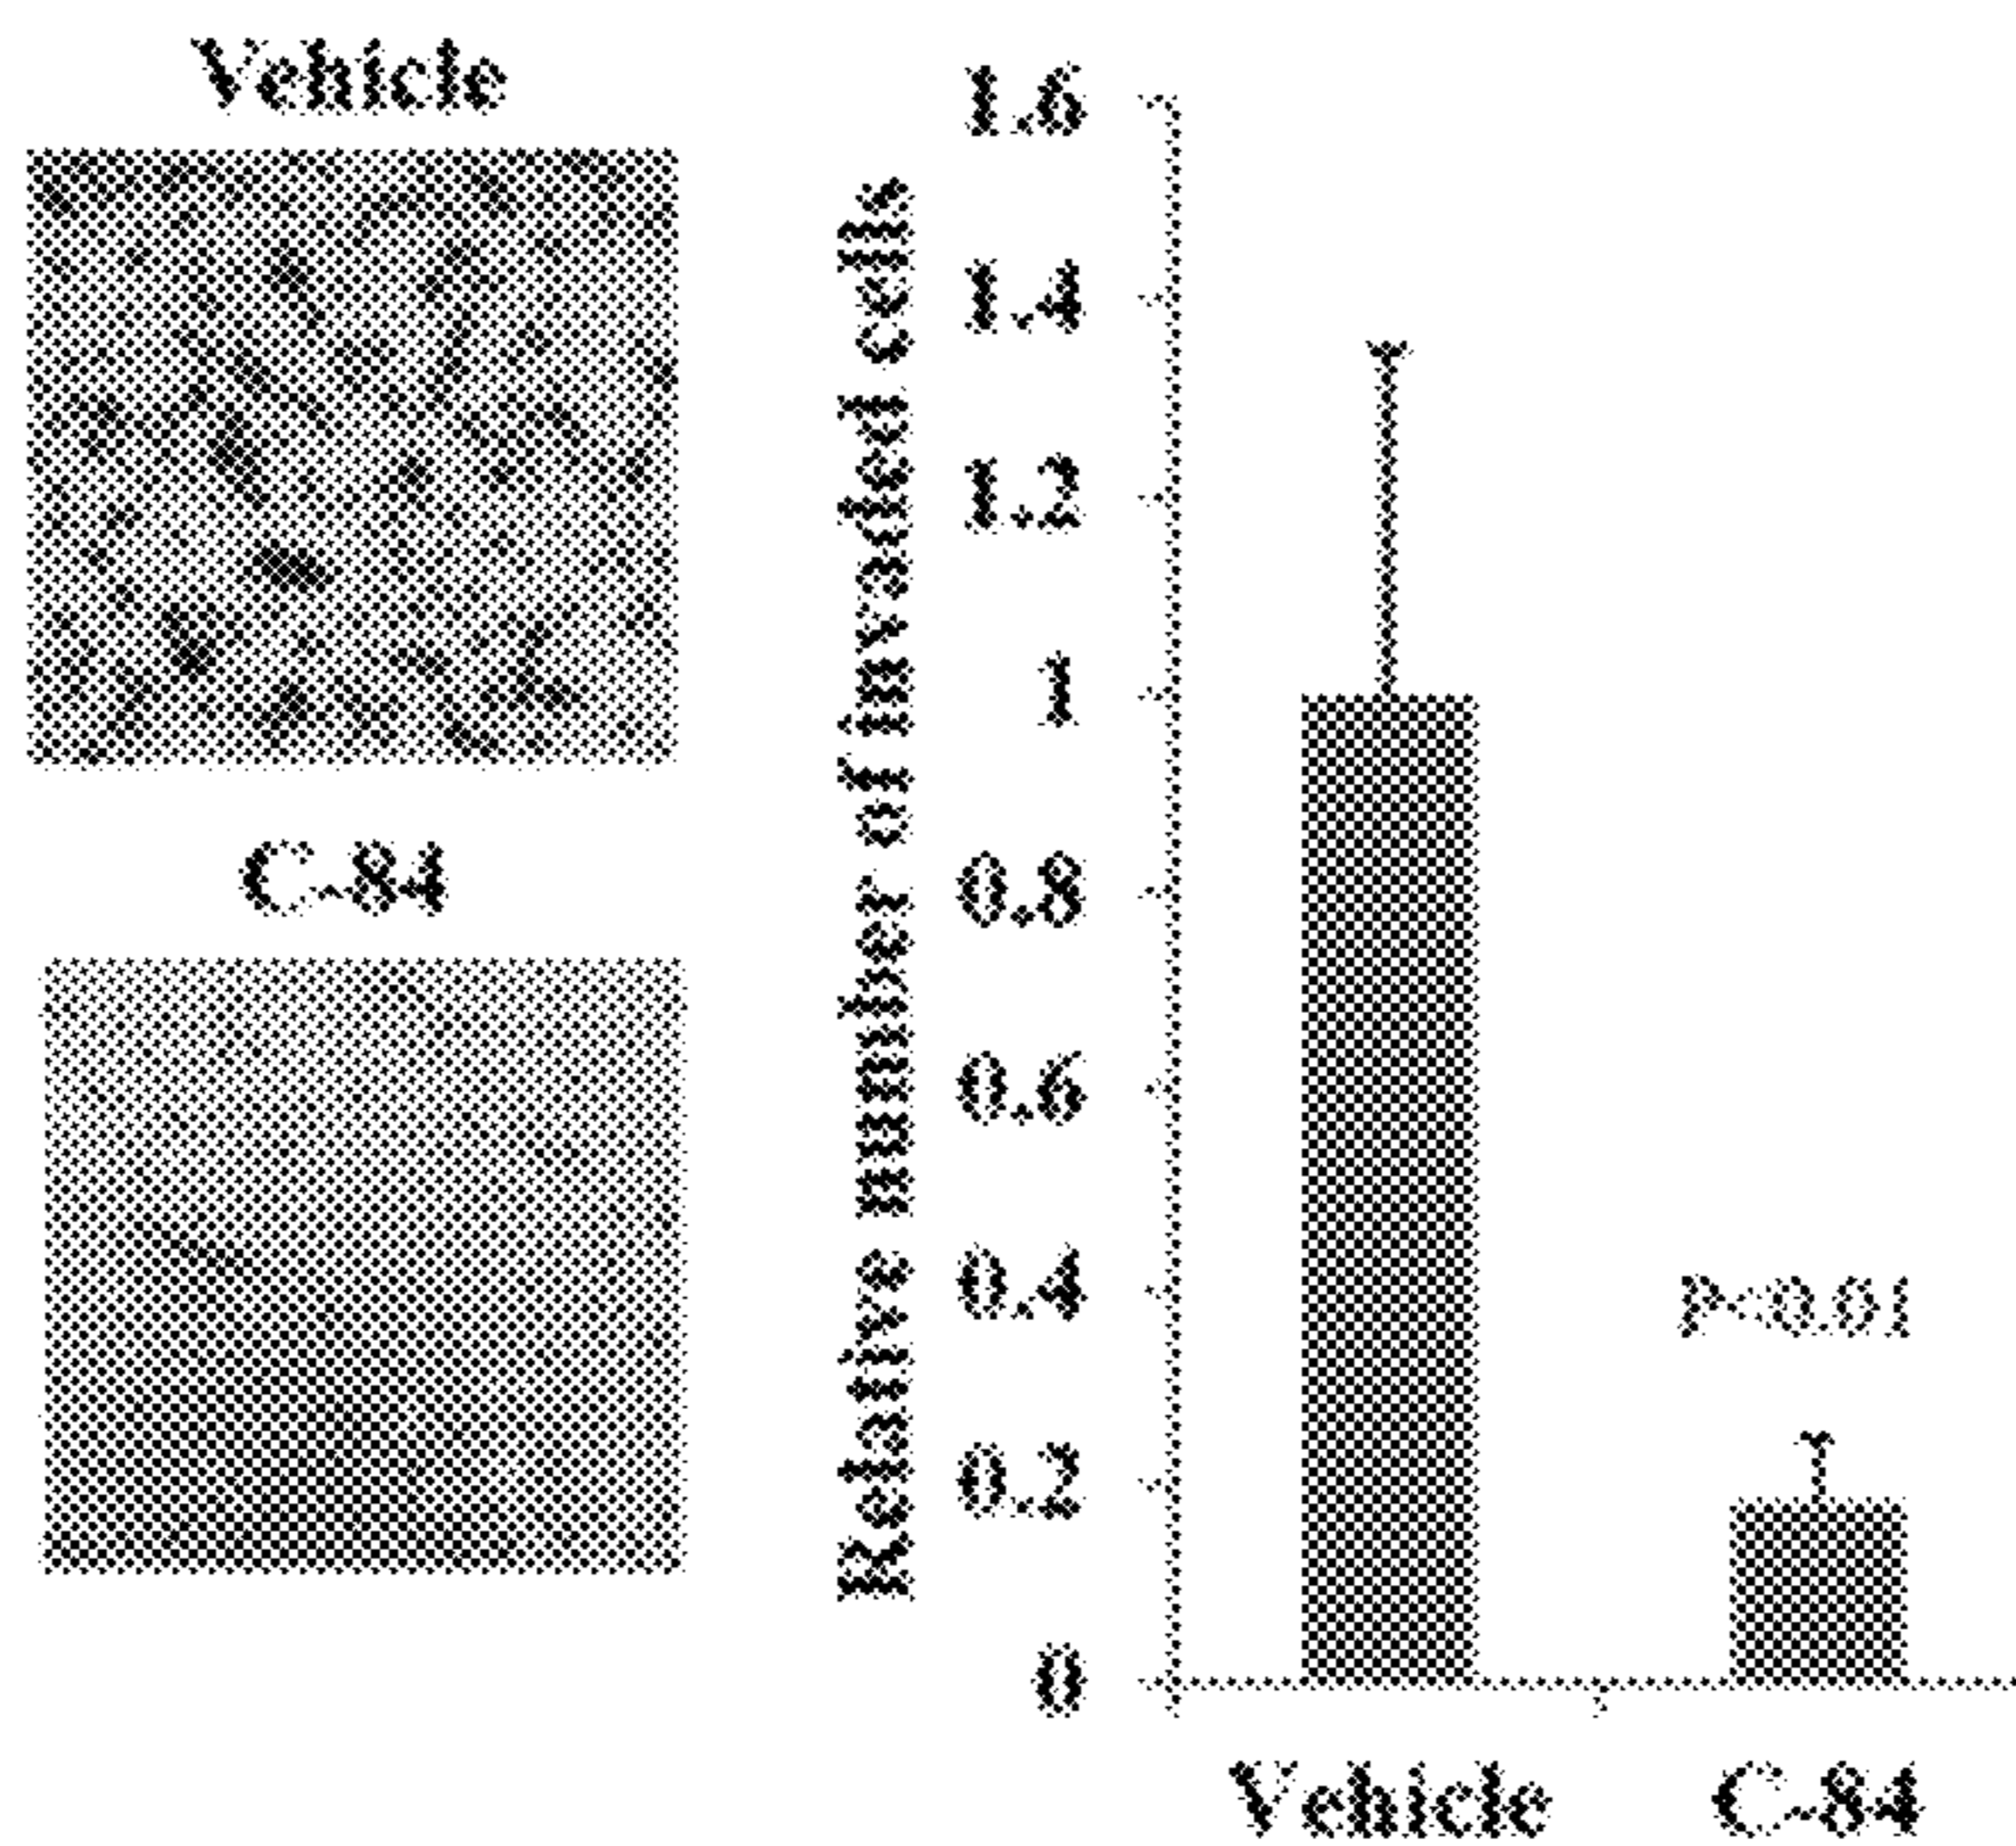 Vehicle
C-84
Relative number of invaded cells
1.6
1.4
1.2
1
0.8
0.6
0.4
0.2
0
P<0.01
Vehicle
C-84